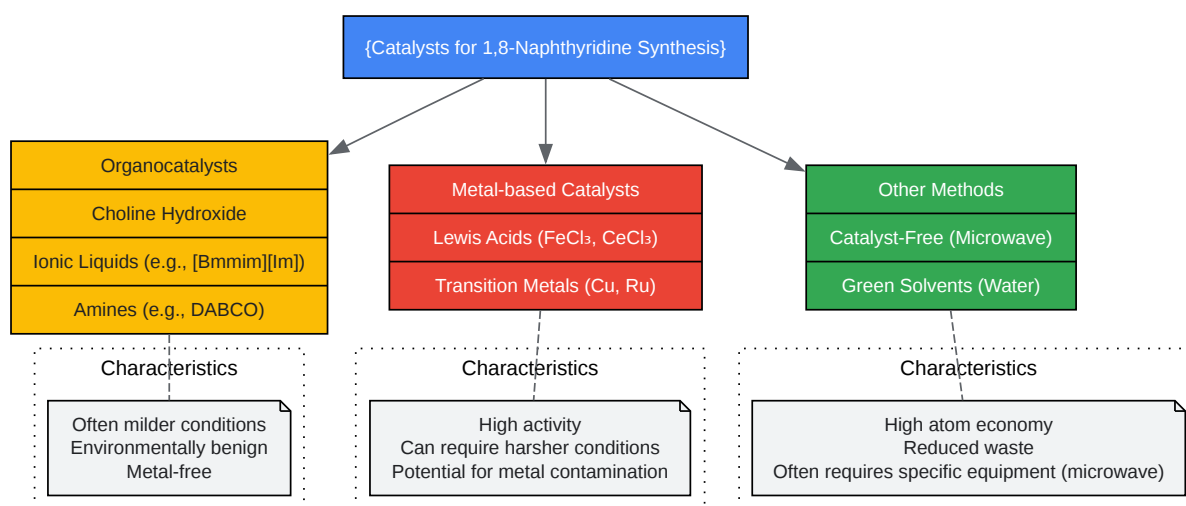 {Catalysts for 1,8-Naphthyridine Synthesis}
Organocatalysts
Choline Hydroxide
Ionic Liquids (e.g., [Bmmim][Im])
Amines (e.g., DABCO)
Metal-based Catalysts
Lewis Acids (FeCl₃, CeCl₃)
Transition Metals (Cu, Ru)
Other Methods
Catalyst-Free (Microwave)
Green Solvents (Water)
Characteristics
Often milder conditions
Environmentally benign
Metal-free
Characteristics
High activity
Can require harsher conditions
Potential for metal contamination
Characteristics
High atom economy
Reduced waste
Often requires specific equipment (microwave)